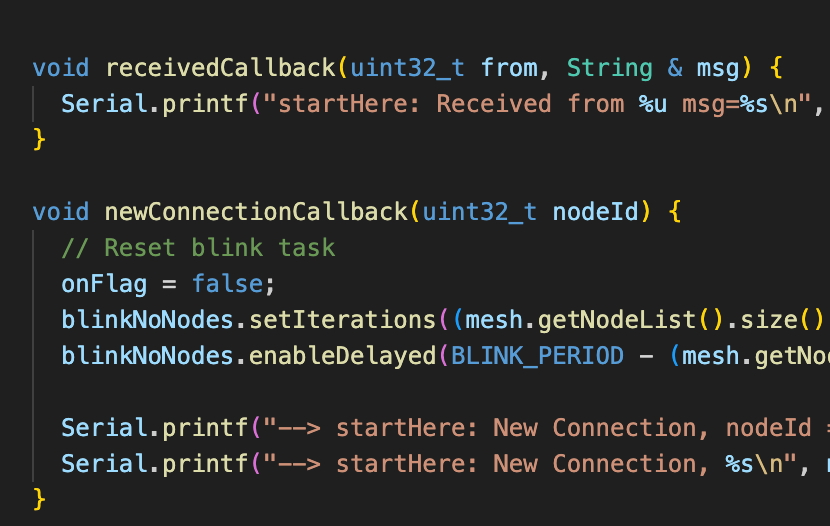 void receivedCallback(uint32_t from, String & msg) {
  Serial.printf("startHere: Received from %u msg=%s\n",
}

void newConnectionCallback(uint32_t nodeId) {
  // Reset blink task
  onFlag = false;
  blinkNoNodes.setIterations((mesh.getNodeList().size()
  blinkNoNodes.enableDelayed(BLINK_PERIOD - (mesh.getNo

  Serial.printf("--> startHere: New Connection, nodeId =
  Serial.printf("--> startHere: New Connection, %s\n",
}